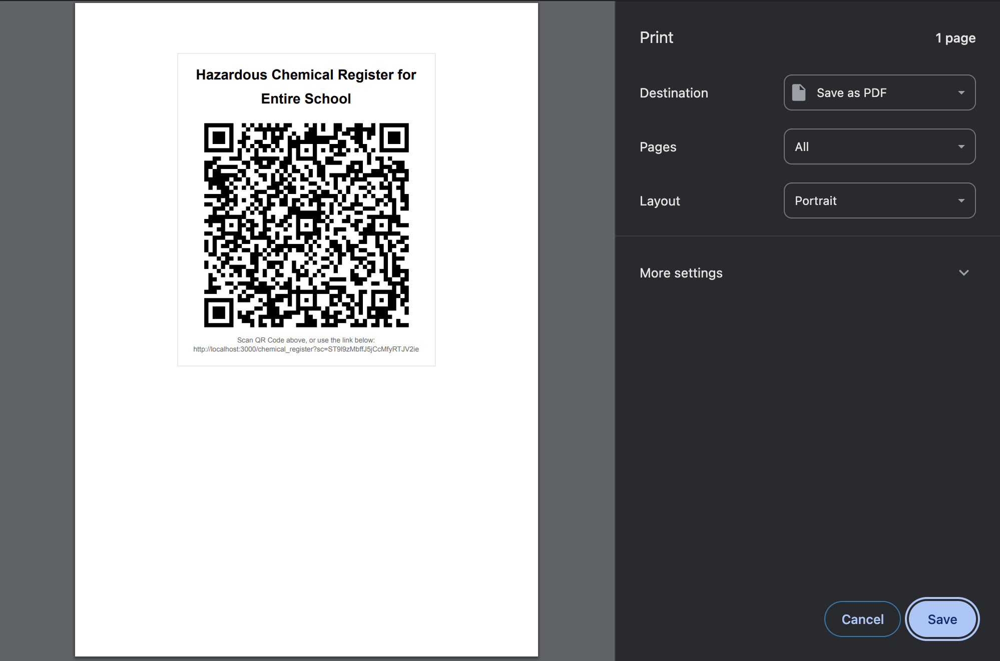 Hazardous Chemical Register for
Entire School
Scan QR Code above, or use the link below:
http://localhost:3000/chemical_register?sc=ST9l9zMbffJ5jCcMfyRTJV2ie
Print
1 page
Destination
Save as PDF
Pages
All
Layout
Portrait
More settings
Cancel
Save